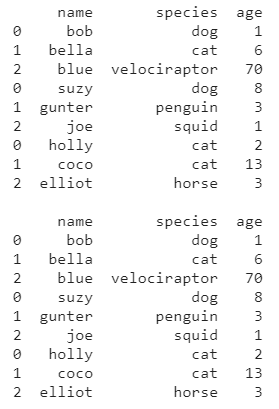 name species age
0 bob dog 1
1 bella cat 6
2 blue velociraptor 70
0 suzy dog 8
1 gunter penguin 3
2 joe squid 1
0 holly cat 2
1 coco cat 13
2 elliot horse 3
name species age
0 bob dog 1
1 bella cat 6
2 blue velociraptor 70
0 suzy dog 8
1 gunter penguin 3
2 joe squid 1
0 holly cat 2
1 coco cat 13
2 elliot horse 3